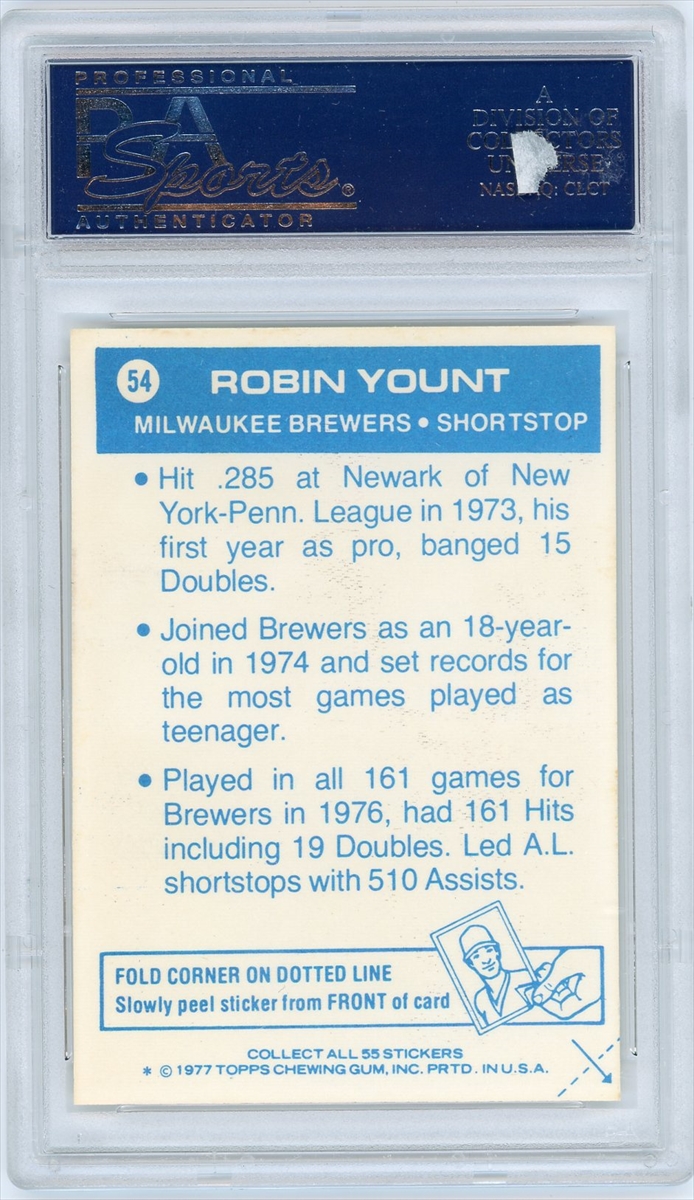 PROFESSIONAL
PSA
Sports®
AUTHENTICATOR
A
DIVISION OF
NASDAQ: CLCT
54
ROBIN YOUNT
MILWAUKEE BREWERS • SHORTSTOP
• Hit .285 at Newark of New
York-Penn. League in 1973, his
first year as pro, banged 15
Doubles.
• Joined Brewers as an 18-year-
old in 1974 and set records for
the most games played as
teenager.
• Played in all 161 games for
Brewers in 1976, had 161 Hits
including 19 Doubles. Led A.L.
shortstops with 510 Assists.
FOLD CORNER ON DOTTED LINE
Slowly peel sticker from FRONT of card
COLLECT ALL 55 STICKERS
* © 1977 TOPPS CHEWING GUM, INC. PRTD. IN U.S.A.